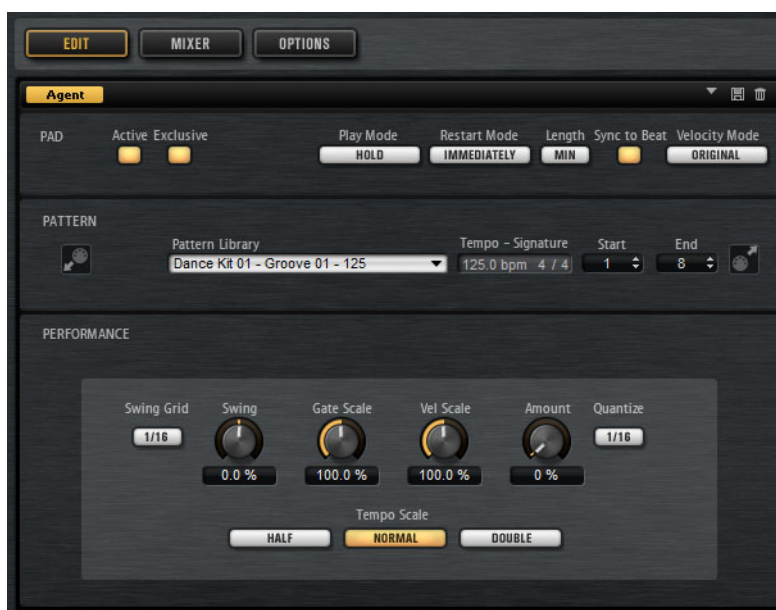 EDIT MIXER OPTIONS
Agent
PAD Active Exclusive Play Mode Restart Mode Length Sync to Beat Velocity Mode
HOLD IMMEDIATELY MIN ORIGINAL
PATTERN
Pattern Library Tempo - Signature Start End
Dance Kit 01 - Groove 01 - 125 125.0 bpm 4 / 4 1 8
PERFORMANCE
Swing Grid Swing Gate Scale Vel Scale Amount Quantize
1/16 1/16
0.0 % 100.0 % 100.0 % 0 %
Tempo Scale
HALF NORMAL DOUBLE